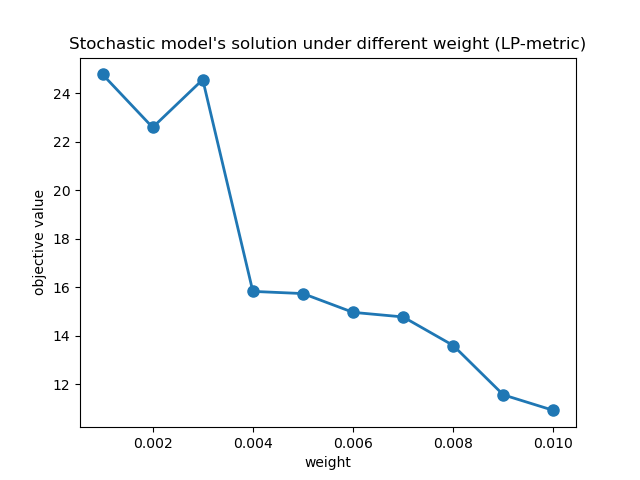 Stochastic model's solution under different weight (LP-metric)
24
22
20
18
16
14
12
objective value
0.002 0.004 0.006 0.008 0.010
weight